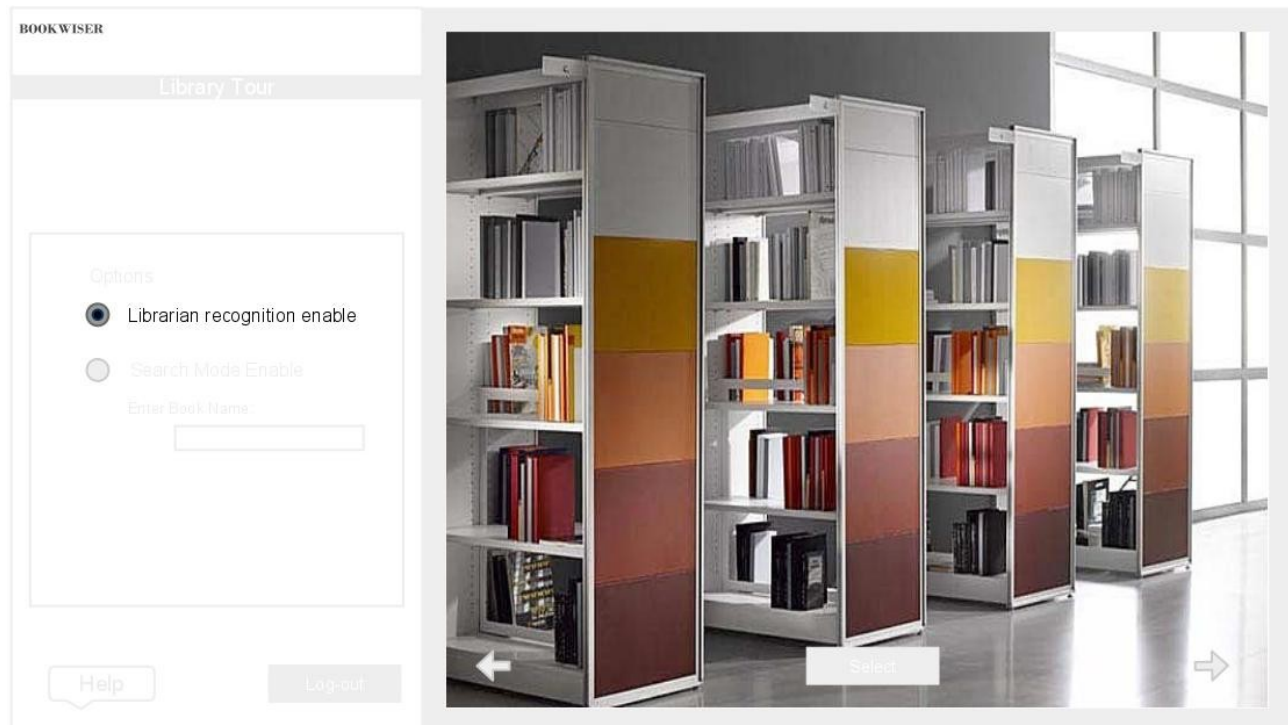 BOOKWISER
Library Tour
Options
Librarian recognition enable
Search Mode Enable
Enter Book Name:
Select
Help
Log-out